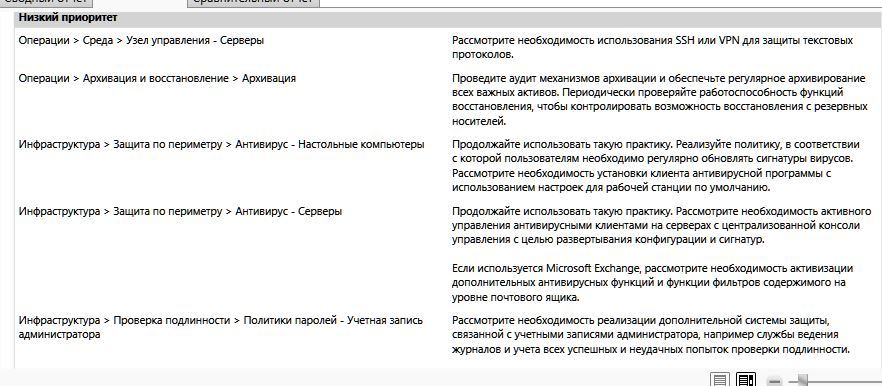 Сводный отчет
Сравнительный отчет
Низкий приоритет
Операции > Среда > Узел управления - Серверы
Рассмотрите необходимость использования SSH или VPN для защиты текстовых
протоколов.
Операции > Архивация и восстановление > Архивация
Проведите аудит механизмов архивации и обеспечьте регулярное архивирование
всех важных активов. Периодически проверяйте работоспособность функций
восстановления, чтобы контролировать возможность восстановления с резервных
носителей.
Инфраструктура > Защита по периметру > Антивирус - Настольные компьютеры
Продолжайте использовать такую практику. Реализуйте политику, в соответствии
с которой пользователям необходимо регулярно обновлять сигнатуры вирусов.
Рассмотрите необходимость установки клиента антивирусной программы с
использованием настроек для рабочей станции по умолчанию.
Инфраструктура > Защита по периметру > Антивирус - Серверы
Продолжайте использовать такую практику. Рассмотрите необходимость активного
управления антивирусными клиентами на серверах с централизованной консоли
управления с целью развертывания конфигурации и сигнатур.
Если используется Microsoft Exchange, рассмотрите необходимость активизации
дополнительных антивирусных функций и функции фильтров содержимого на
уровне почтового ящика.
Инфраструктура > Проверка подлинности > Политики паролей - Учетная запись
администратора
Рассмотрите необходимость реализации дополнительной системы защиты,
связанной с учетными записями администратора, например службы ведения
журналов и учета всех успешных и неудачных попыток проверки подлинности.